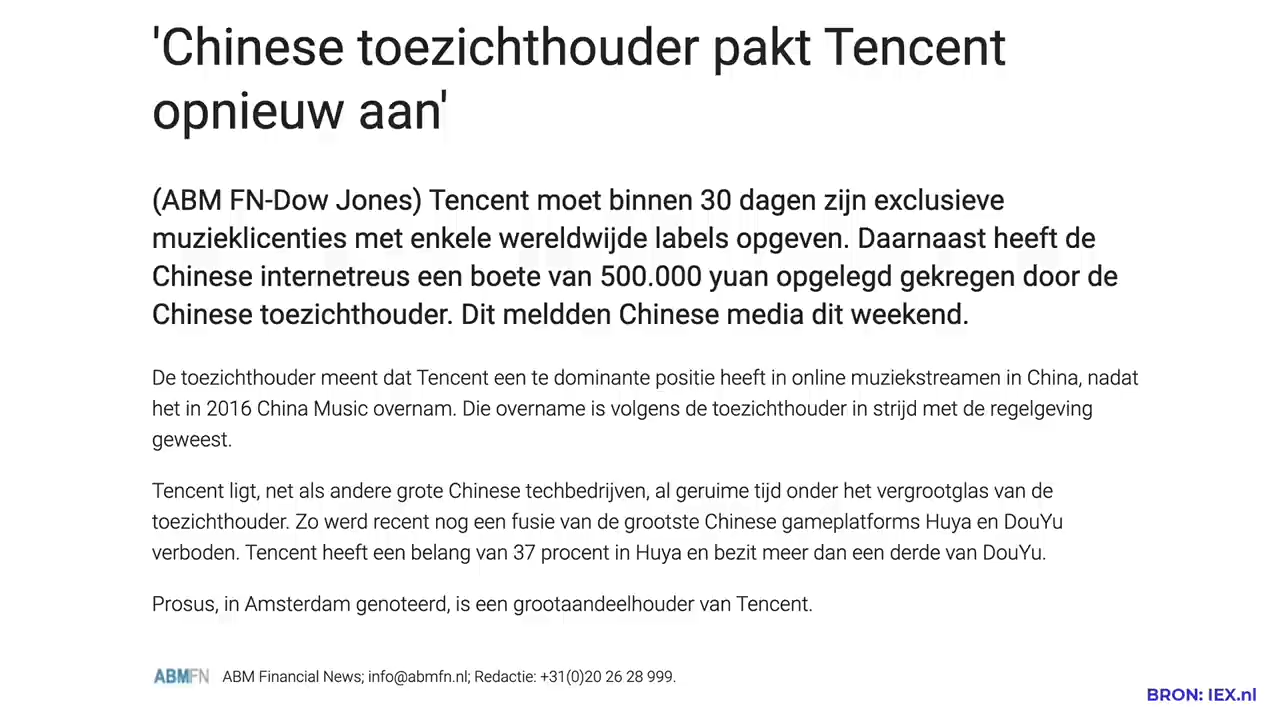 'Chinese toezichthouder pakt Tencent
opnieuw aan'
(ABM FN-Dow Jones) Tencent moet binnen 30 dagen zijn exclusieve
muzieklicenties met enkele wereldwijde labels opgeven. Daarnaast heeft de
Chinese internetreus een boete van 500.000 yuan opgelegd gekregen door de
Chinese toezichthouder. Dit meldden Chinese media dit weekend.
De toezichthouder meent dat Tencent een te dominante positie heeft in online muziekstreamen in China, nadat
het in 2016 China Music overnam. Die overname is volgens de toezichthouder in strijd met de regelgeving
geweest.
Tencent ligt, net als andere grote Chinese techbedrijven, al geruime tijd onder het vergrootglas van de
toezichthouder. Zo werd recent nog een fusie van de grootste Chinese gameplatforms Huya en DouYu
verboden. Tencent heeft een belang van 37 procent in Huya en bezit meer dan een derde van DouYu.
Prosus, in Amsterdam genoteerd, is een grootaandeelhouder van Tencent.
ABMFN ABM Financial News; info@abmfn.nl; Redactie: +31(0)20 26 28 999.
BRON: IEX.nl